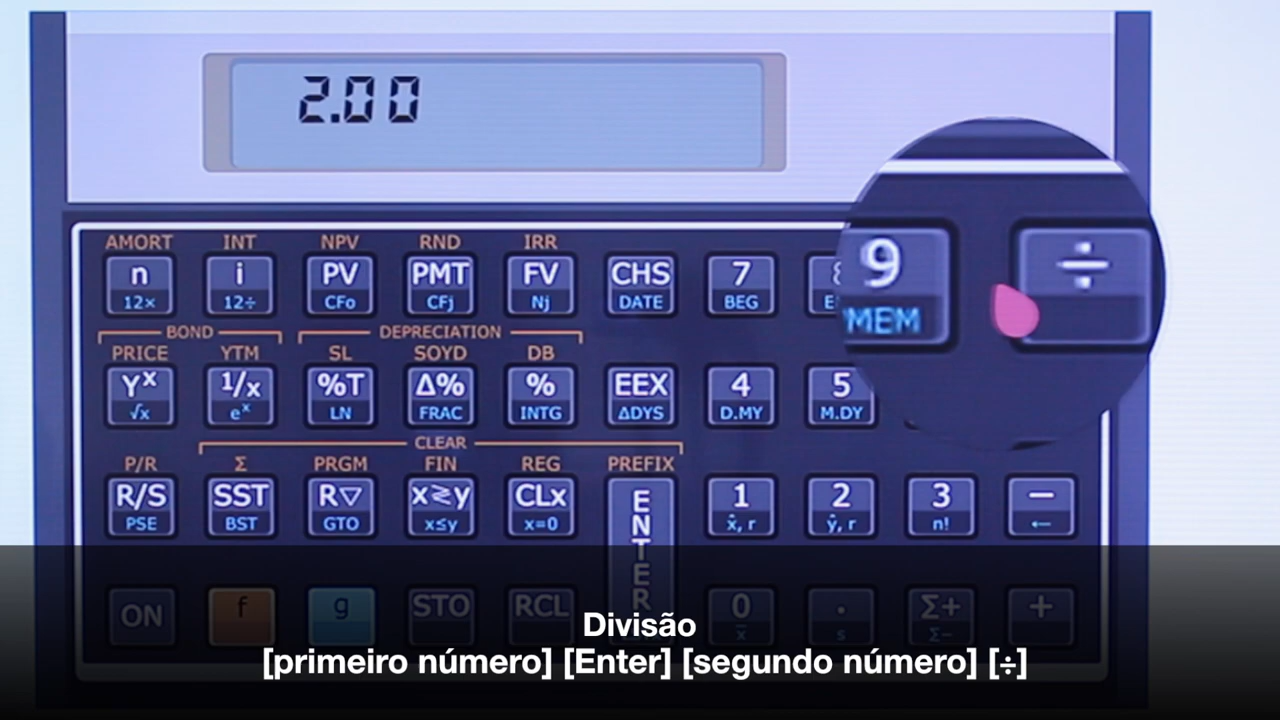 2.00
AMORT INT NPV RND IRR
n i PV PMT FV CHS 7 8 9 ÷
12× 12÷ CFo CFj Nj DATE BEG MEM
BOND DEPRECIATION
PRICE YTM SL SOYD DB
Yˣ 1/x %T Δ% % EEX 4 5
√x eˣ LN FRAC INTG ΔDYS D.MY M.DY
CLEAR
P/R Σ PRGM FIN REG PREFIX
R/S SST R▽ x≷y CLx ENTER 1 2 3 −
PSE BST GTO x≤y x=0 x̂, r ŷ, r n! ←
ON f g STO RCL 0 · Σ+ +
x̄ s Σ−
Divisão
[primeiro número] [Enter] [segundo número] [÷]